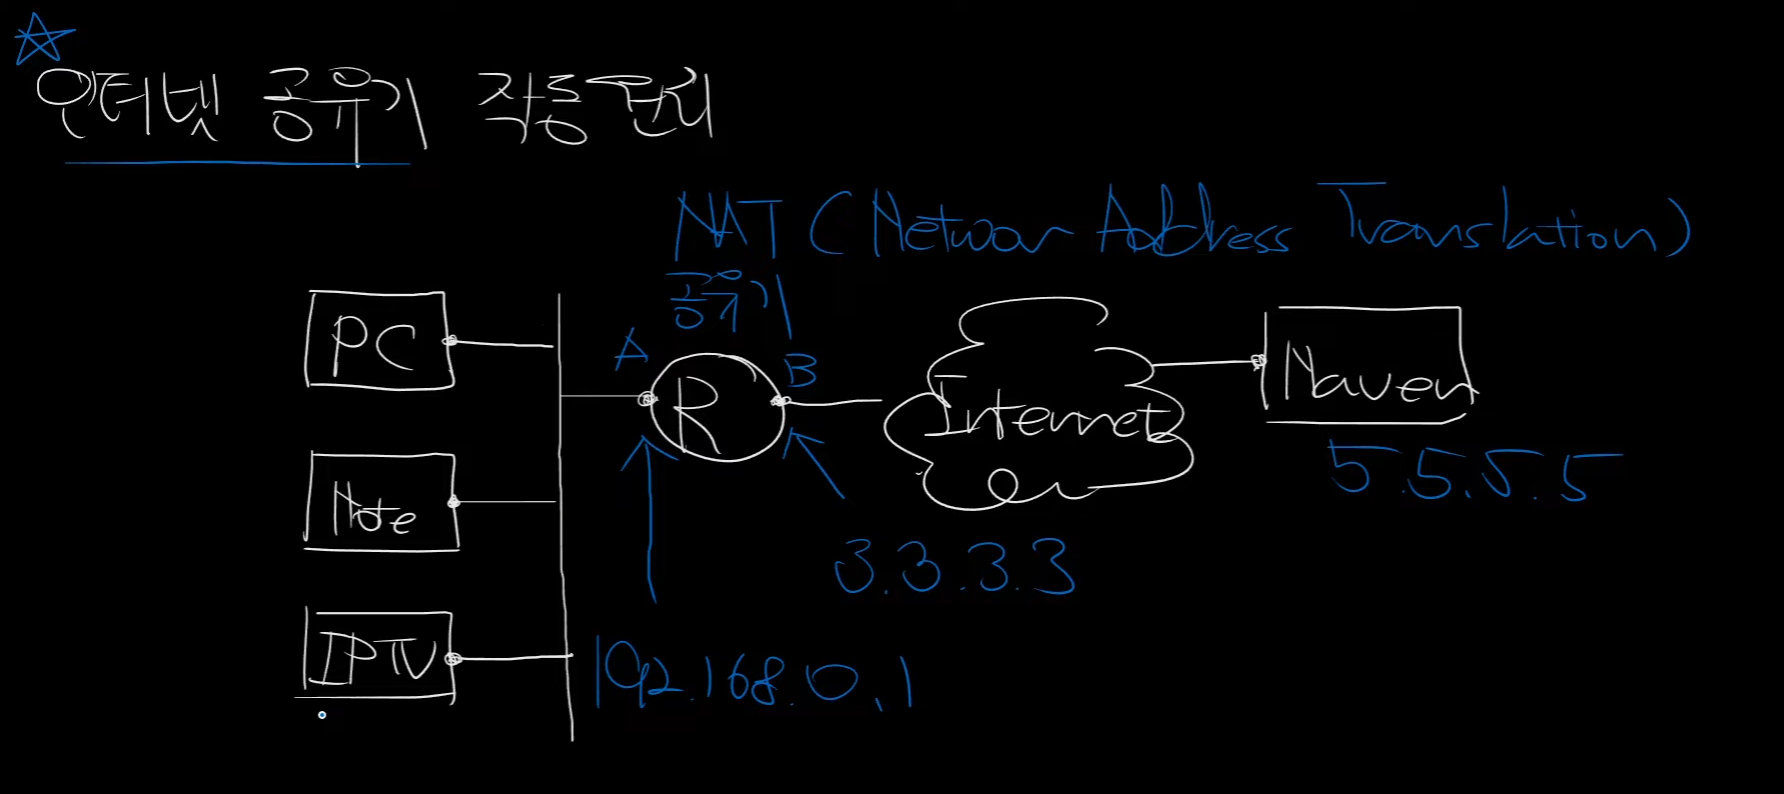 인터넷 공유기 작동원리
NAT (Networ Address Translation)
공유기
PC
A
R
B
Internet
Naver
5.5.5.5
Note
3.3.3.3
IPTV
192.168.0.1